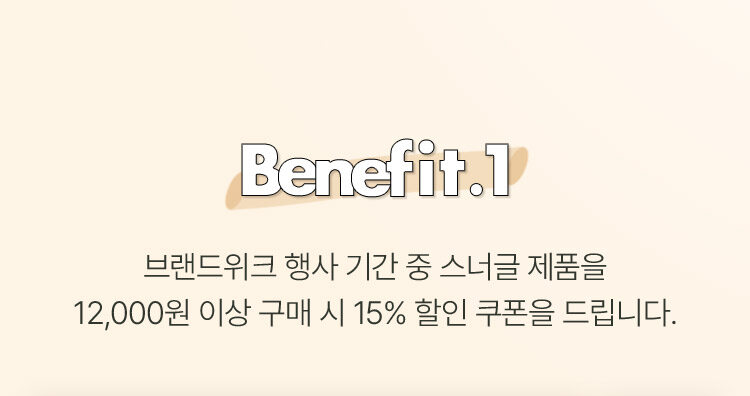 Benefit.1
브랜드위크 행사 기간 중 스너글 제품을
12,000원 이상 구매 시 15% 할인 쿠폰을 드립니다.